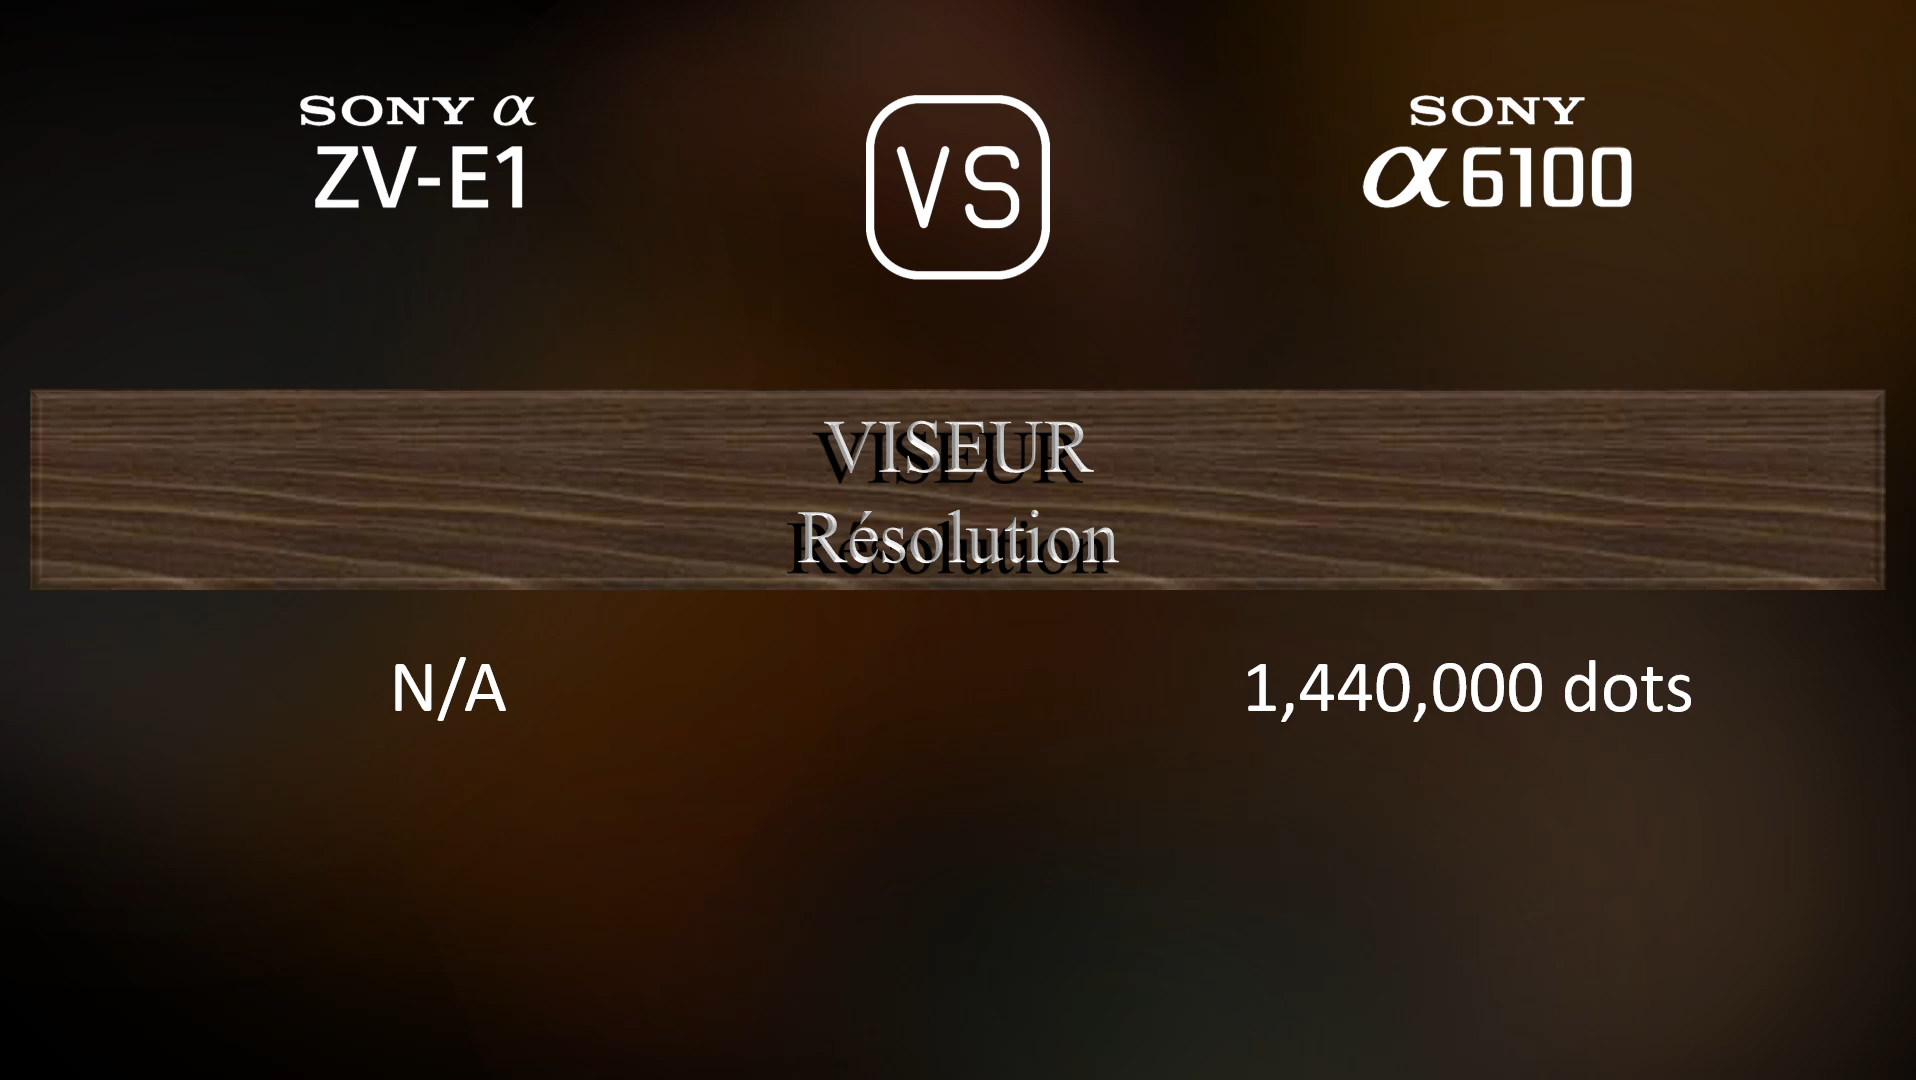 SONY α
ZV-E1
VS
SONY
α6100
VISEUR
Résolution
N/A
1,440,000 dots